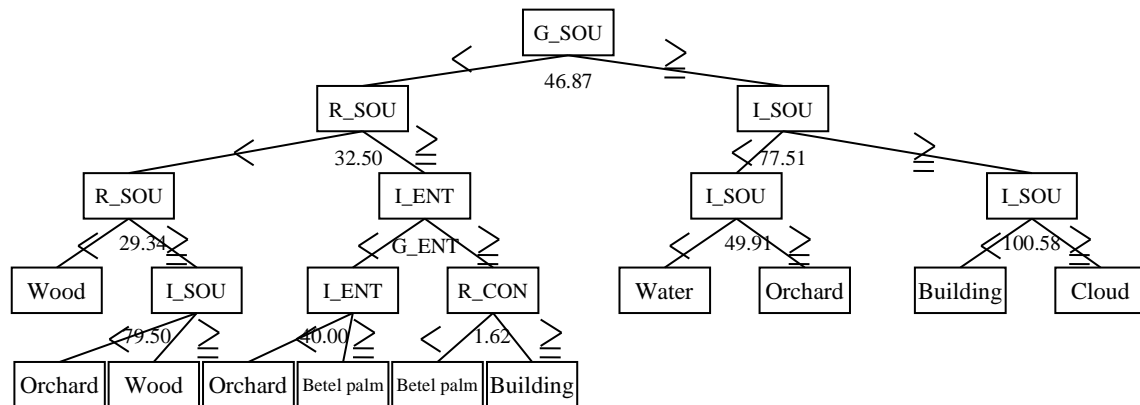 G_SOU
< ≥
46.87
R_SOU I_SOU
< 32.50 ≥ < 77.51 ≥
R_SOU I_ENT I_SOU I_SOU
< 29.34 ≥ < G_ENT ≥ < 49.91 ≥ < 100.58 ≥
Wood I_SOU I_ENT R_CON Water Orchard Building Cloud
< 79.50 ≥ < 40.00 ≥ < 1.62 ≥
Orchard Wood Orchard Betel palm Betel palm Building